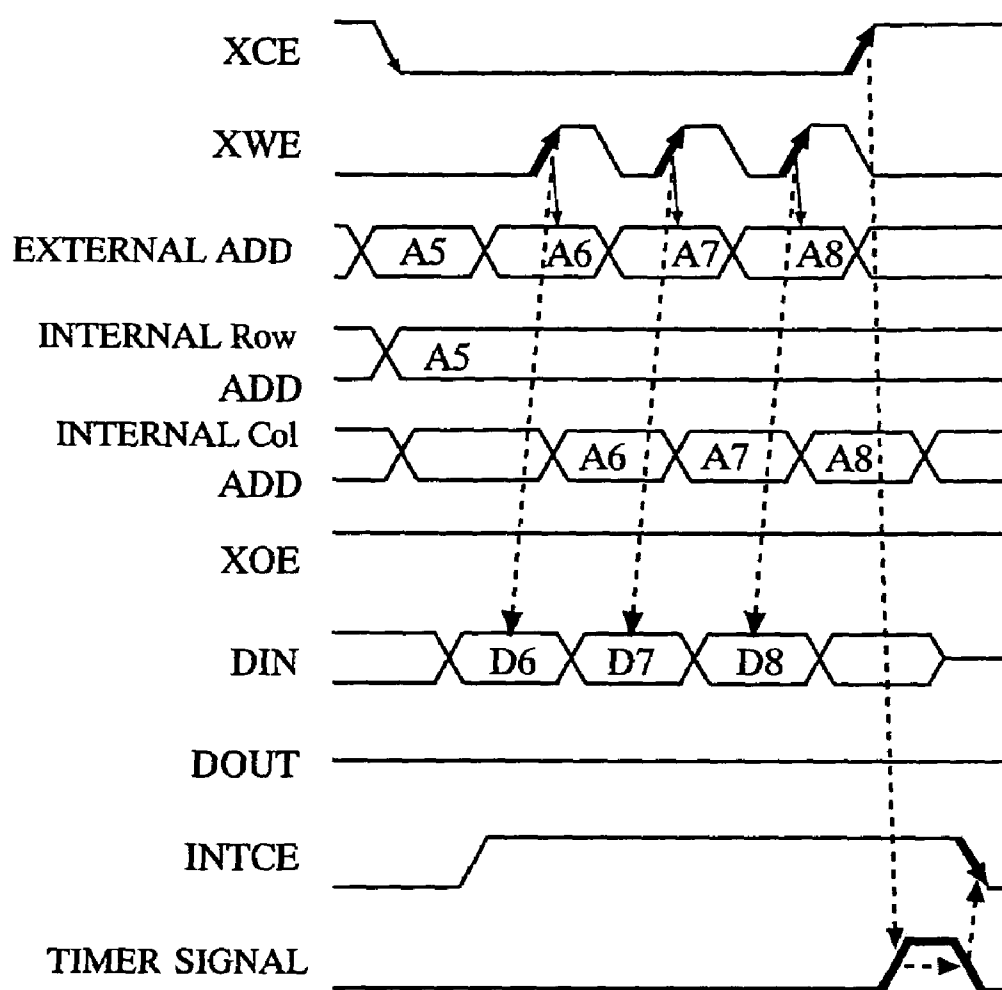 XCE
XWE
EXTERNAL ADD A5 A6 A7 A8
INTERNAL Row
ADD
A5
INTERNAL Col
ADD
A6 A7 A8
XOE
DIN D6 D7 D8
DOUT
INTCE
TIMER SIGNAL